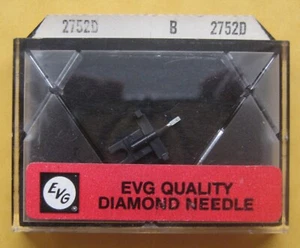 2752D B 2752D
EVG
EVG QUALITY
DIAMOND NEEDLE